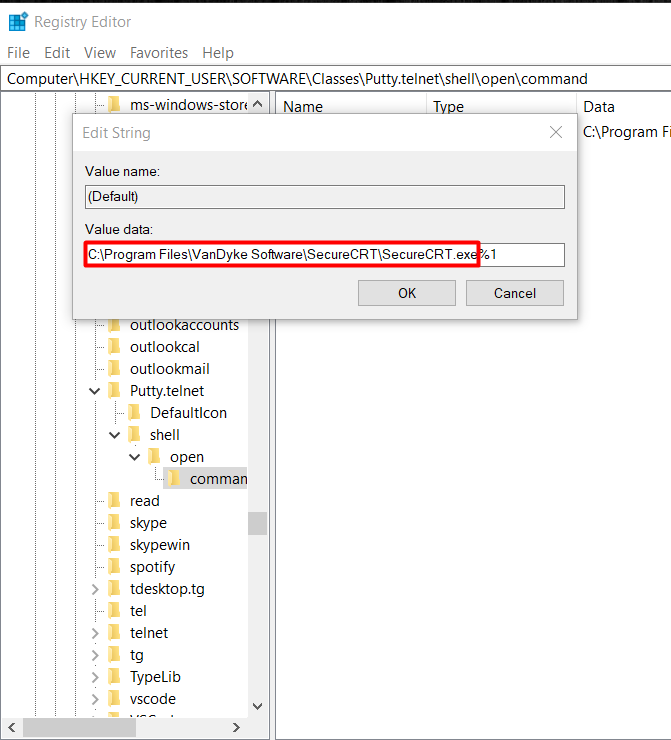 Registry Editor
File Edit View Favorites Help
Computer\HKEY_CURRENT_USER\SOFTWARE\Classes\Putty.telnet\shell\open\command
ms-windows-store
Name Type Data
C:\Program Fi
Edit String
Value name:
(Default)
Value data:
C:\Program Files\VanDyke Software\SecureCRT\SecureCRT.exe%1
OK Cancel
outlookaccounts
outlookcal
outlookmail
Putty.telnet
DefaultIcon
shell
open
comman
read
skype
skypewin
spotify
tdesktop.tg
tel
telnet
tg
TypeLib
vscode